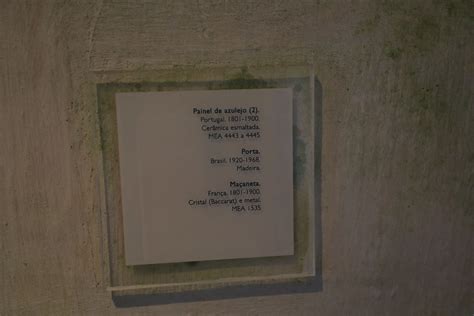 Painel de azulejo (2).
Portugal, 1801-1900.
Cerâmica esmaltada.
MEA 4443 a 4445
Porta.
Brasil, 1920-1968.
Madeira.
Maçaneta.
França, 1801-1900.
Cristal (Baccarat) e metal.
MEA 1535